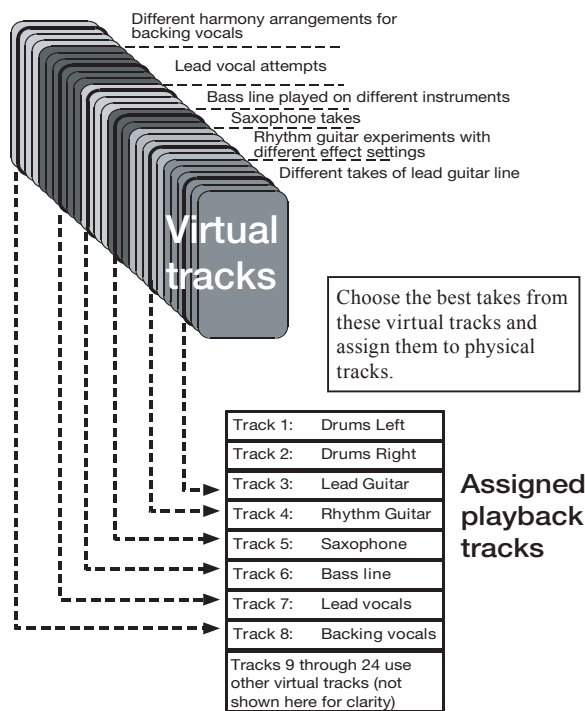 Different harmony arrangements for
backing vocals
Lead vocal attempts
Bass line played on different instruments
Saxophone takes
Rhythm guitar experiments with
different effect settings
Different takes of lead guitar line
Virtual
tracks
Choose the best takes from
these virtual tracks and
assign them to physical
tracks.
Track 1: Drums Left
Track 2: Drums Right
Track 3: Lead Guitar
Track 4: Rhythm Guitar
Track 5: Saxophone
Track 6: Bass line
Track 7: Lead vocals
Track 8: Backing vocals
Tracks 9 through 24 use
other virtual tracks (not
shown here for clarity)
Assigned
playback
tracks